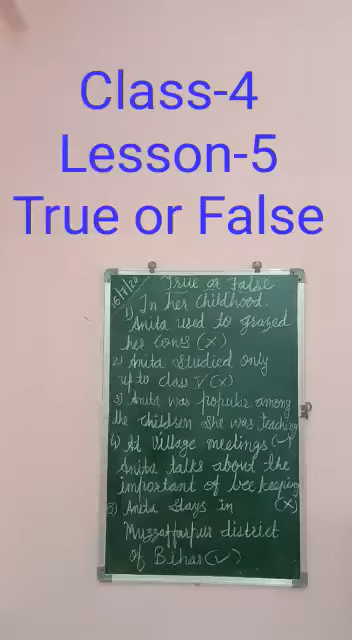 Class-4
Lesson-5
True or False
16/7/20
True or False
1) In her childhood.
Anita used to grazed
her cows (X)
2) Anita studied only
up to class V (X)
3) Anita was popular among
the children she was teaching
(✓)
4) At village meetings
Anita talks about the
important of bee keeping
(X)
5) Anita stays in
Muzzaffarpur district
of Bihar (✓)